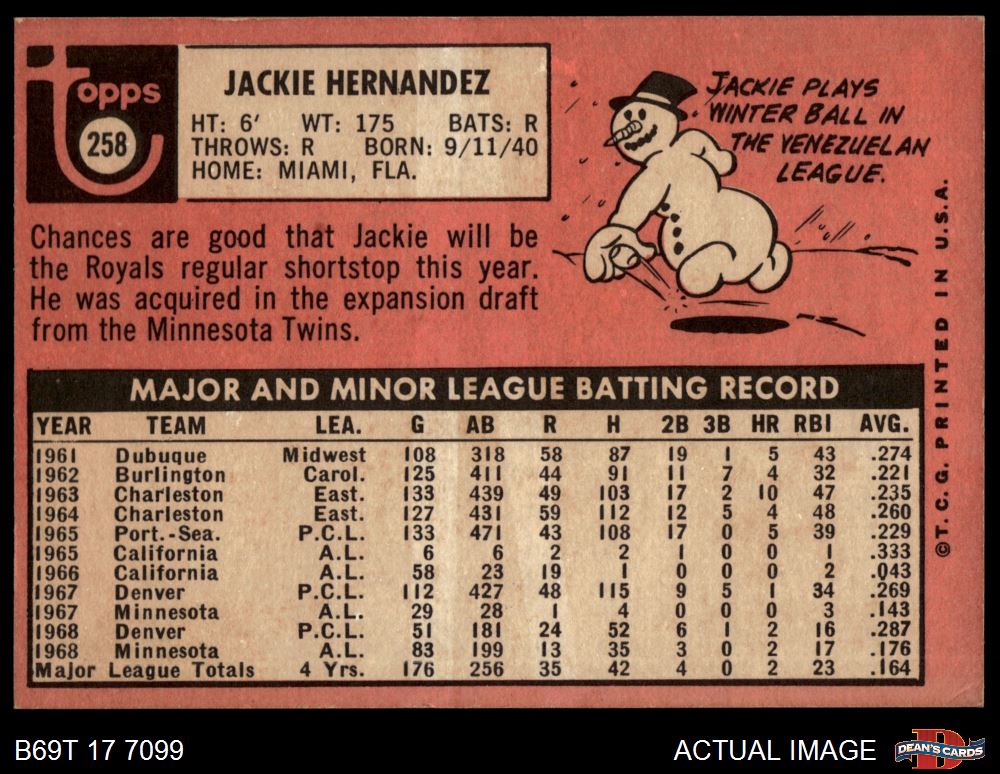 topps
258
JACKIE HERNANDEZ
HT: 6' WT: 175 BATS: R
THROWS: R BORN: 9/11/40
HOME: MIAMI, FLA.
JACKIE PLAYS
WINTER BALL IN
THE VENEZUELAN
LEAGUE.
Chances are good that Jackie will be
the Royals regular shortstop this year.
He was acquired in the expansion draft
from the Minnesota Twins.
MAJOR AND MINOR LEAGUE BATTING RECORD
YEAR TEAM LEA. G AB R H 2B 3B HR RBI AVG.
1961 Dubuque Midwest 108 318 58 87 19 1 5 43 .274
1962 Burlington Carol. 125 411 44 91 11 7 4 32 .221
1963 Charleston East. 133 439 49 103 17 2 10 47 .235
1964 Charleston East. 127 431 59 112 12 5 4 48 .260
1965 Port.-Sea. P.C.L. 133 471 43 108 17 0 5 39 .229
1965 California A.L. 6 6 2 2 1 0 0 1 .333
1966 California A.L. 58 23 19 1 0 0 0 2 .043
1967 Denver P.C.L. 112 427 48 115 9 5 1 34 .269
1967 Minnesota A.L. 29 28 1 4 0 0 0 3 .143
1968 Denver P.C.L. 51 181 24 52 6 1 2 16 .287
1968 Minnesota A.L. 83 199 13 35 3 0 2 17 .176
Major League Totals 4 Yrs. 176 256 35 42 4 0 2 23 .164
© T. C. G. PRINTED IN U.S.A.
B69T 17 7099
ACTUAL IMAGE
D
DEAN'S CARDS